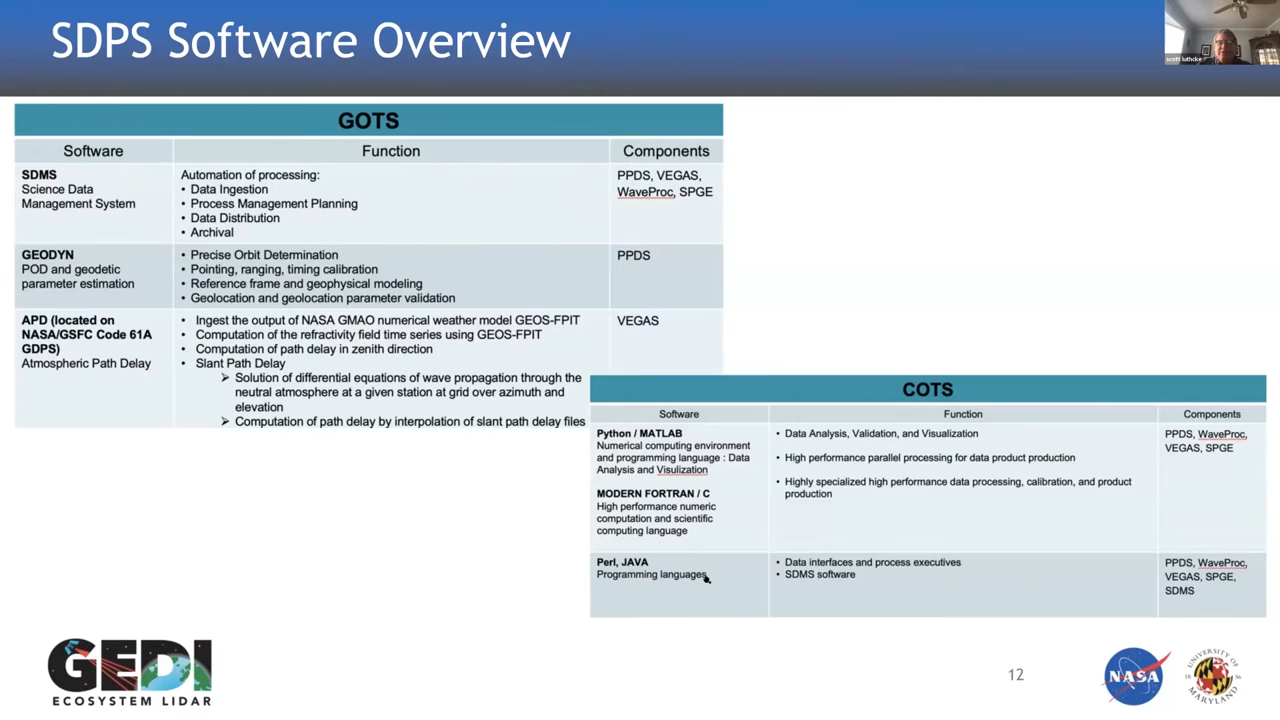 SDPS Software Overview
scott luthcke
GOTS
Software Function Components
SDMS
Science Data
Management System
Automation of processing:
• Data Ingestion
• Process Management Planning
• Data Distribution
• Archival
PPDS, VEGAS,
WaveProc, SPGE
GEODYN
POD and geodetic
parameter estimation
• Precise Orbit Determination
• Pointing, ranging, timing calibration
• Reference frame and geophysical modeling
• Geolocation and geolocation parameter validation
PPDS
APD (located on
NASA/GSFC Code 61A
GDPS)
Atmospheric Path Delay
• Ingest the output of NASA GMAO numerical weather model GEOS-FPIT
• Computation of the refractivity field time series using GEOS-FPIT
• Computation of path delay in zenith direction
• Slant Path Delay
➢ Solution of differential equations of wave propagation through the
neutral atmosphere at a given station at grid over azimuth and
elevation
➢ Computation of path delay by interpolation of slant path delay files
VEGAS
COTS
Software Function Components
Python / MATLAB
Numerical computing environment
and programming language : Data
Analysis and Visulization
MODERN FORTRAN / C
High performance numeric
computation and scientific
computing language
• Data Analysis, Validation, and Visualization
• High performance parallel processing for data product production
• Highly specialized high performance data processing, calibration, and product
production
PPDS, WaveProc,
VEGAS, SPGE
Perl, JAVA
Programming languages
• Data interfaces and process executives
• SDMS software
PPDS, WaveProc,
VEGAS, SPGE,
SDMS
GEDI
ECOSYSTEM LIDAR
12
NASA
UNIVERSITY OF
18 56
MARYLAND